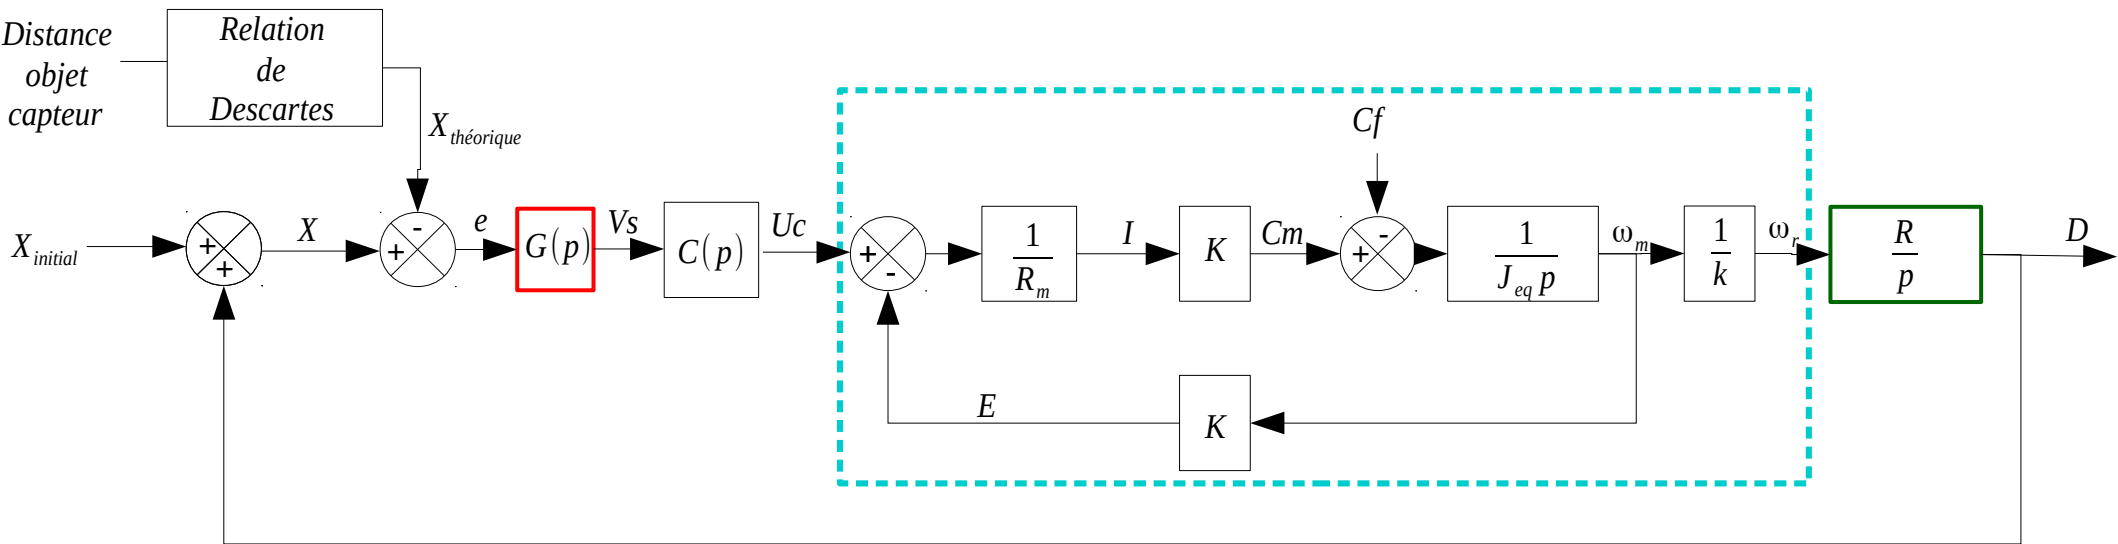 Distance
objet
capteur
Relation
de
Descartes
X théorique
X initial
+
+
X
+
-
e
G(p)
Vs
C(p)
Uc
+
-
1
R m
I
K
Cm
Cf
+
-
1
J eq p
ω m
1
k
ω r
R
p
D
E
K